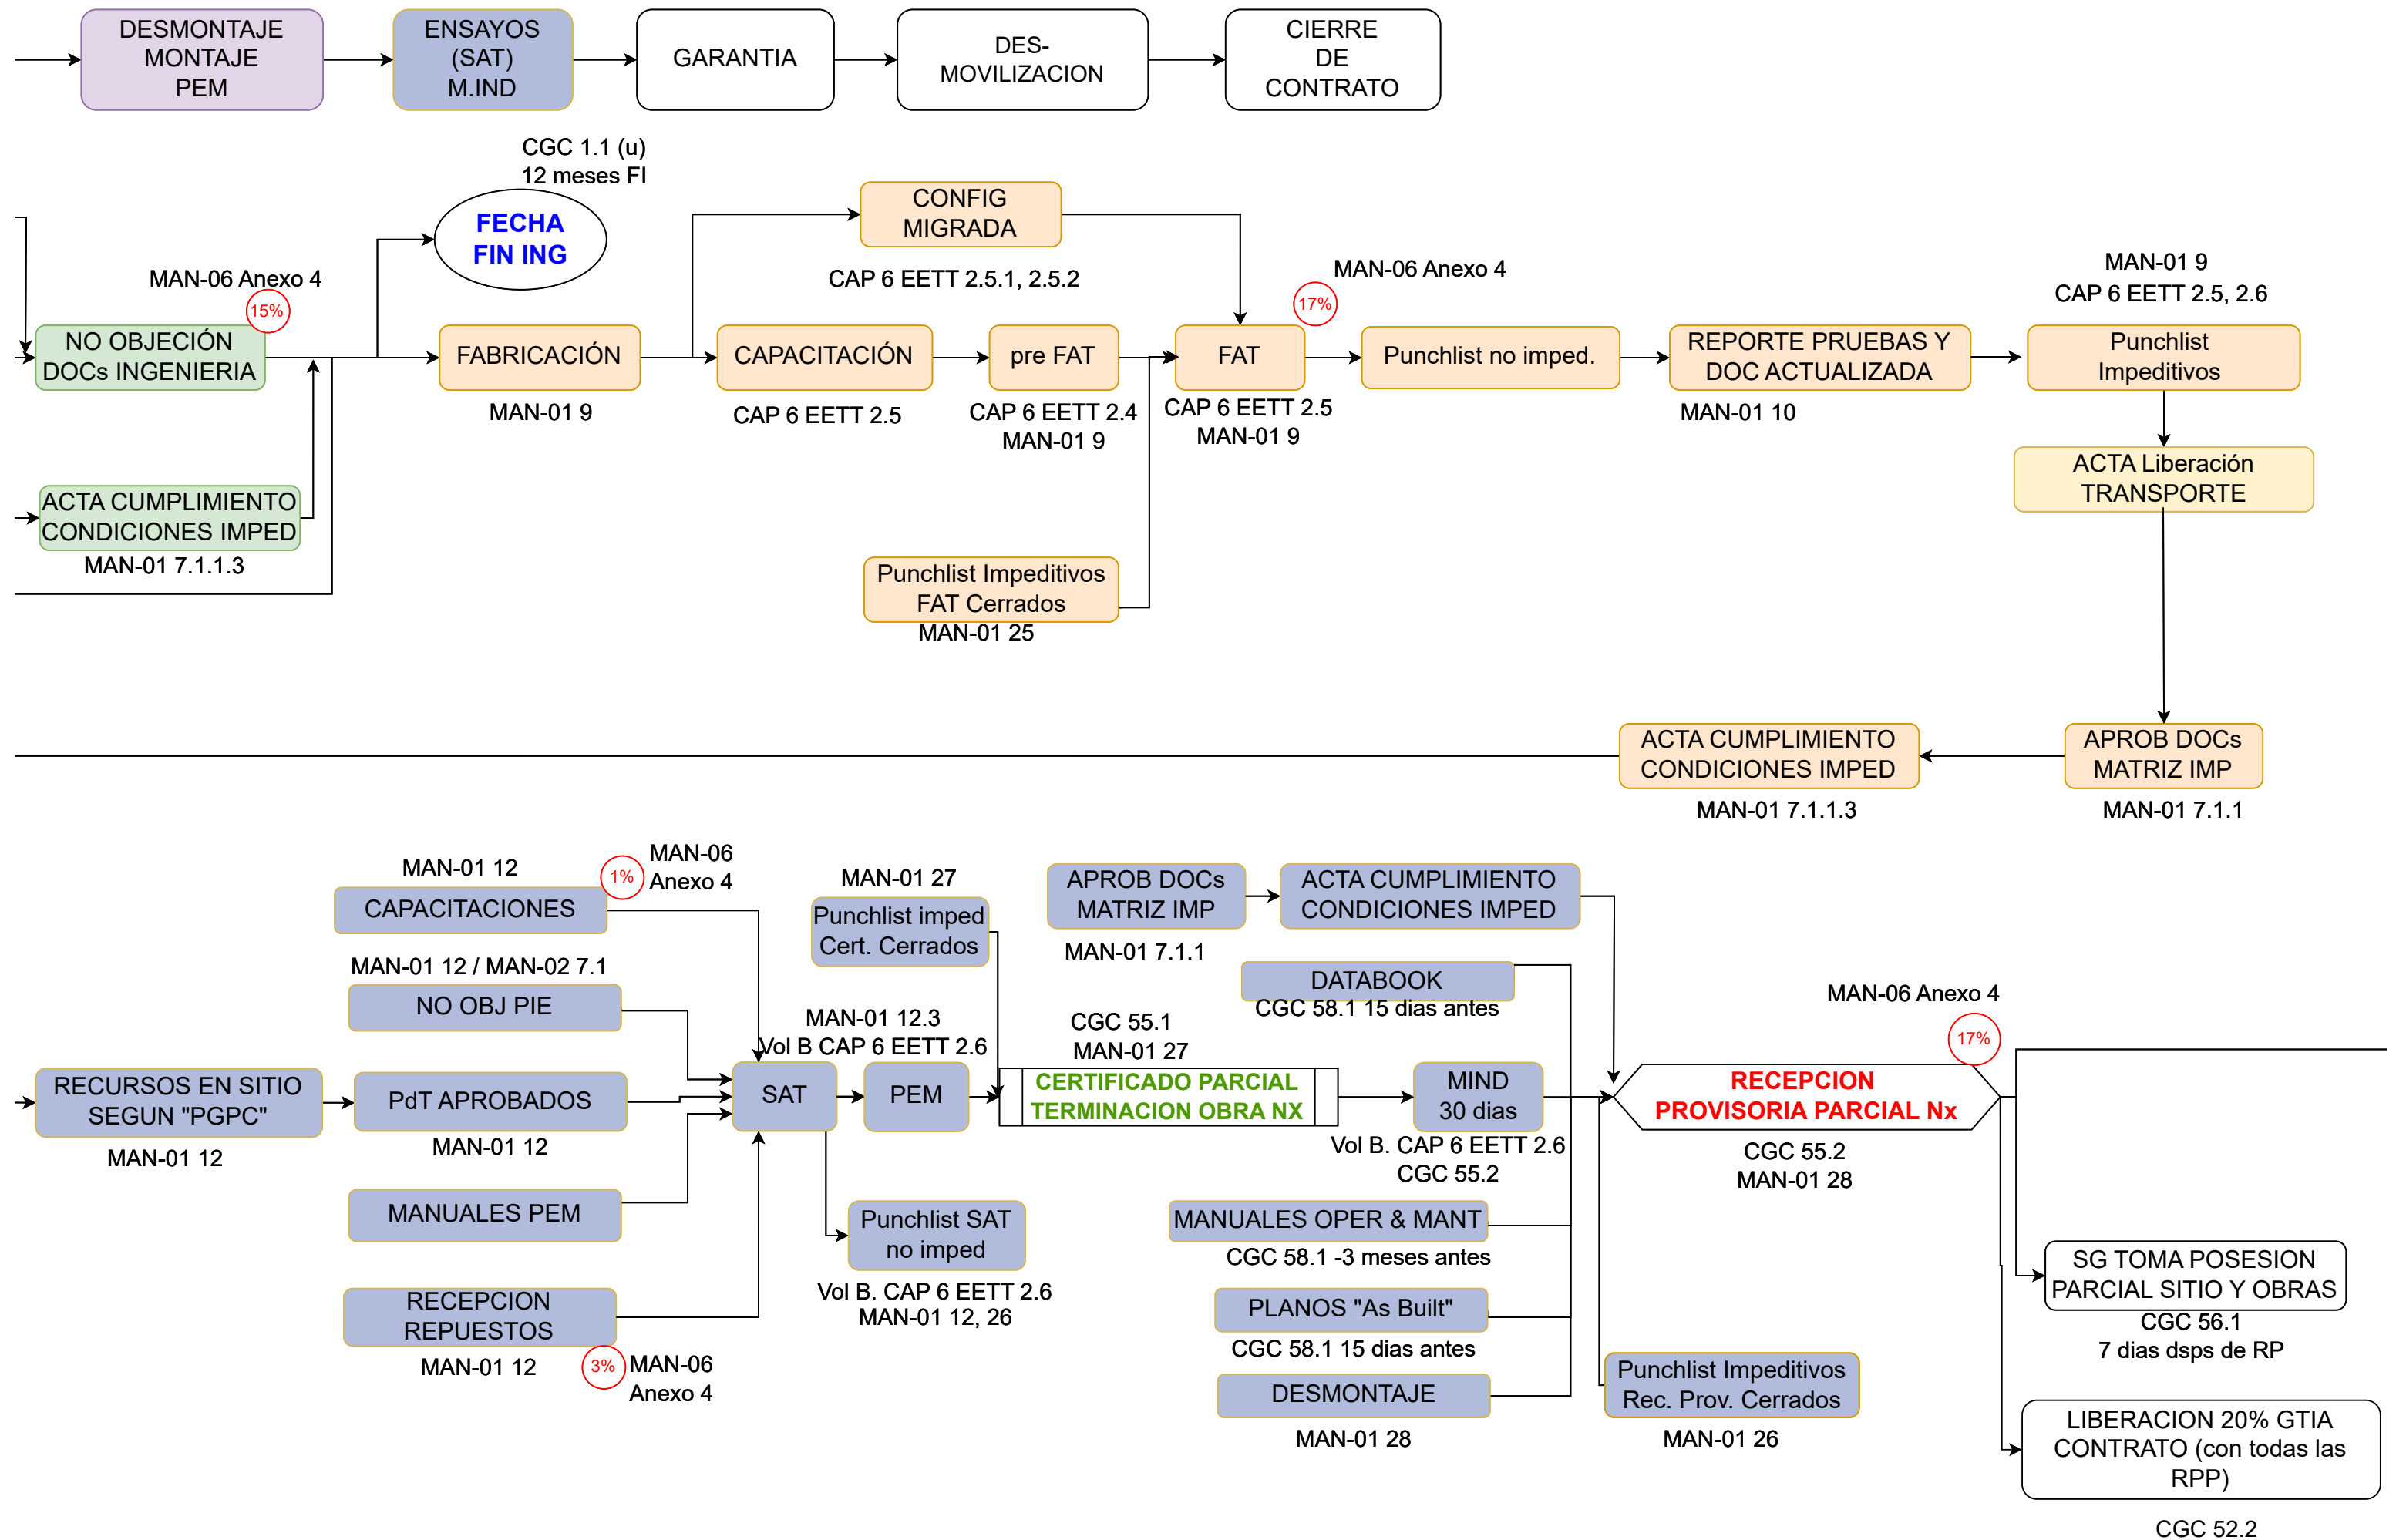 DESMONTAJE
MONTAJE
PEM
ENSAYOS
(SAT)
M.IND
GARANTIA
DES-
MOVILIZACION
CIERRE
DE
CONTRATO
CGC 1.1 (u)
12 meses FI
FECHA
FIN ING
CONFIG
MIGRADA
CAP 6 EETT 2.5.1, 2.5.2
MAN-06 Anexo 4
15%
NO OBJECIÓN
DOCs INGENIERIA
FABRICACIÓN
MAN-01 9
CAPACITACIÓN
CAP 6 EETT 2.5
pre FAT
CAP 6 EETT 2.4
MAN-01 9
MAN-06 Anexo 4
17%
FAT
CAP 6 EETT 2.5
MAN-01 9
Punchlist no imped.
REPORTE PRUEBAS Y
DOC ACTUALIZADA
MAN-01 10
MAN-01 9
CAP 6 EETT 2.5, 2.6
Punchlist
Impeditivos
ACTA Liberación
TRANSPORTE
ACTA CUMPLIMIENTO
CONDICIONES IMPED
MAN-01 7.1.1.3
Punchlist Impeditivos
FAT Cerrados
MAN-01 25
ACTA CUMPLIMIENTO
CONDICIONES IMPED
MAN-01 7.1.1.3
APROB DOCs
MATRIZ IMP
MAN-01 7.1.1
MAN-01 12
1%
MAN-06
Anexo 4
CAPACITACIONES
MAN-01 12 / MAN-02 7.1
NO OBJ PIE
RECURSOS EN SITIO
SEGUN "PGPC"
MAN-01 12
PdT APROBADOS
MAN-01 12
MANUALES PEM
RECEPCION
REPUESTOS
MAN-01 12
3%
MAN-06
Anexo 4
MAN-01 27
Punchlist imped
Cert. Cerrados
MAN-01 12.3
Vol B CAP 6 EETT 2.6
SAT
PEM
Punchlist SAT
no imped
Vol B. CAP 6 EETT 2.6
MAN-01 12, 26
CGC 55.1
MAN-01 27
CERTIFICADO PARCIAL
TERMINACION OBRA NX
APROB DOCs
MATRIZ IMP
MAN-01 7.1.1
ACTA CUMPLIMIENTO
CONDICIONES IMPED
DATABOOK
CGC 58.1 15 dias antes
MIND
30 dias
Vol B. CAP 6 EETT 2.6
CGC 55.2
MANUALES OPER & MANT
CGC 58.1 -3 meses antes
PLANOS "As Built"
CGC 58.1 15 dias antes
DESMONTAJE
MAN-01 28
Punchlist Impeditivos
Rec. Prov. Cerrados
MAN-01 26
MAN-06 Anexo 4
17%
RECEPCION
PROVISORIA PARCIAL Nx
CGC 55.2
MAN-01 28
SG TOMA POSESION
PARCIAL SITIO Y OBRAS
CGC 56.1
7 dias dsps de RP
LIBERACION 20% GTIA
CONTRATO (con todas las
RPP)
CGC 52.2